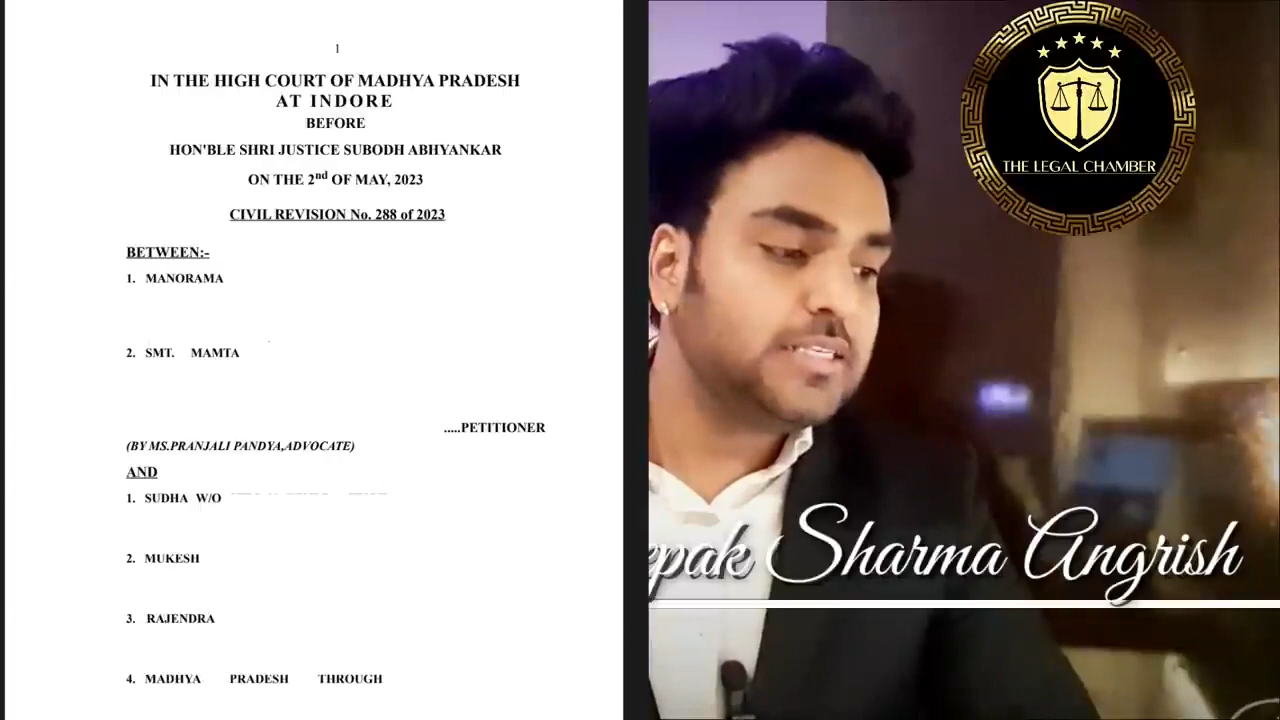 1
IN THE HIGH COURT OF MADHYA PRADESH
AT INDORE
BEFORE
HON'BLE SHRI JUSTICE SUBODH ABHYANKAR
ON THE 2nd OF MAY, 2023
CIVIL REVISION No. 288 of 2023
BETWEEN:-
1. MANORAMA
2. SMT. MAMTA
.....PETITIONER
(BY MS.PRANJALI PANDYA,ADVOCATE)
AND
1. SUDHA W/O
2. MUKESH
3. RAJENDRA
4. MADHYA PRADESH THROUGH
THE LEGAL CHAMBER
epak Sharma Angrish